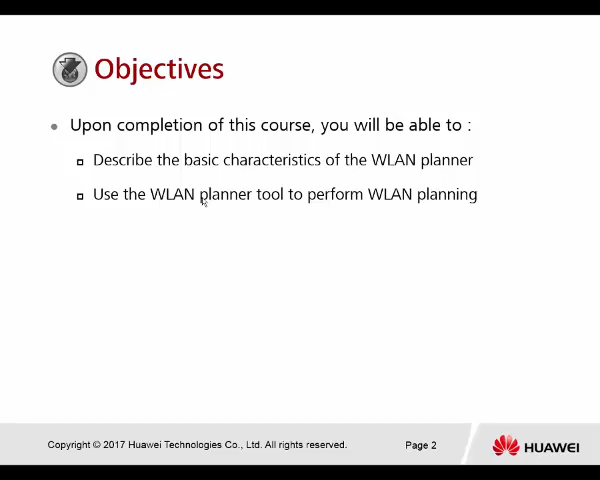 Objectives
Upon completion of this course, you will be able to :
Describe the basic characteristics of the WLAN planner
Use the WLAN planner tool to perform WLAN planning
Copyright © 2017 Huawei Technologies Co., Ltd. All rights reserved.
Page 2
HUAWEI